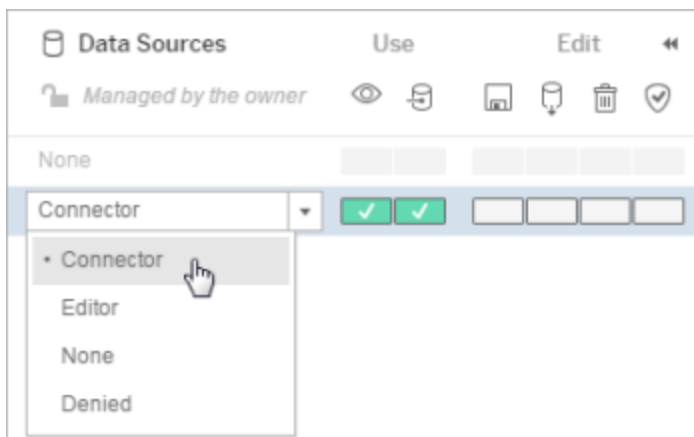 Data Sources Use Edit
Managed by the owner
None
Connector
• Connector
Editor
None
Denied